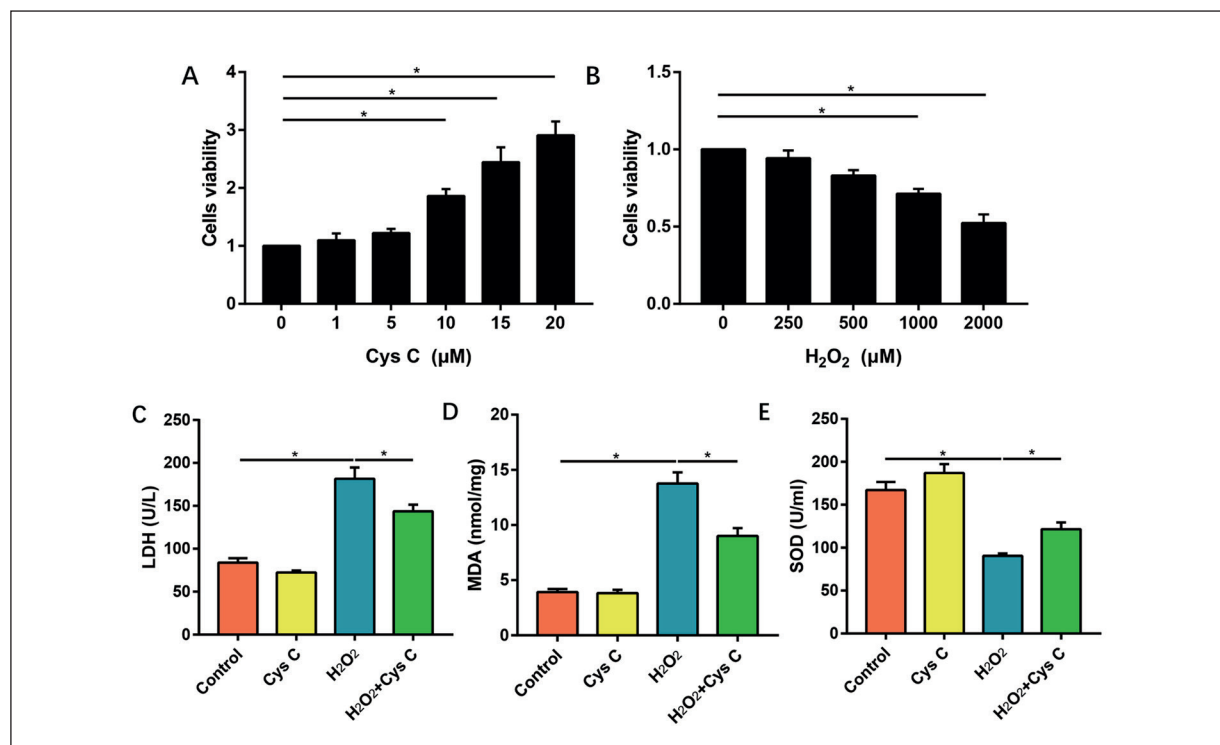 A
Cells viability
4
3
2
1
0
*
*
*
0 1 5 10 15 20
Cys C (μM)
B
Cells viability
1.5
1.0
0.5
0.0
*
*
0 250 500 1000 2000
H₂O₂ (μM)
C
LDH (U/L)
250
200
150
100
50
0
* *
Control Cys C H₂O₂ H₂O₂+Cys C
D
MDA (nmol/mg)
20
15
10
5
0
* *
Control Cys C H₂O₂ H₂O₂+Cys C
E
SOD (U/ml)
250
200
150
100
50
0
* *
Control Cys C H₂O₂ H₂O₂+Cys C